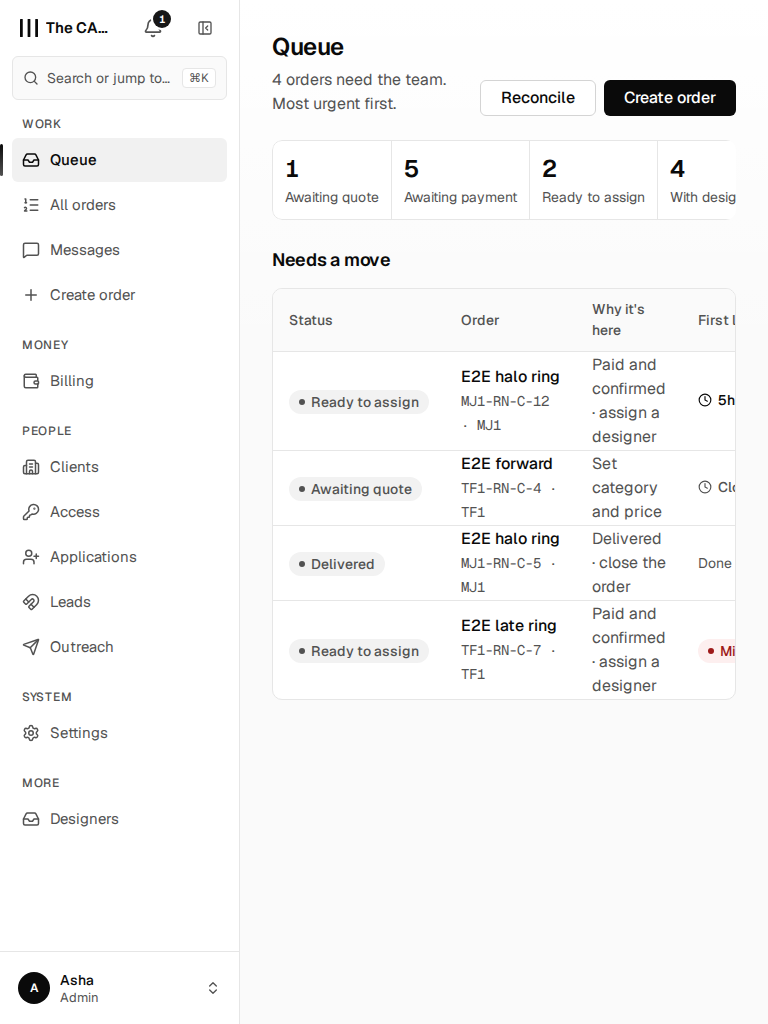 The CA...
1
Search or jump to...
⌘K
WORK
Queue
All orders
Messages
Create order
MONEY
Billing
PEOPLE
Clients
Access
Applications
Leads
Outreach
SYSTEM
Settings
MORE
Designers
A
Asha
Admin
Queue
4 orders need the team.
Most urgent first.
Reconcile
Create order
1
Awaiting quote
5
Awaiting payment
2
Ready to assign
4
With desig
Needs a move
Status
Order
Why it's
here
First l
Ready to assign
E2E halo ring
MJ1-RN-C-12
· MJ1
Paid and
confirmed
· assign a
designer
5h
Awaiting quote
E2E forward
TF1-RN-C-4 ·
TF1
Set
category
and price
Clo
Delivered
E2E halo ring
MJ1-RN-C-5 ·
MJ1
Delivered
· close the
order
Done
Ready to assign
E2E late ring
TF1-RN-C-7 ·
TF1
Paid and
confirmed
· assign a
designer
Mi